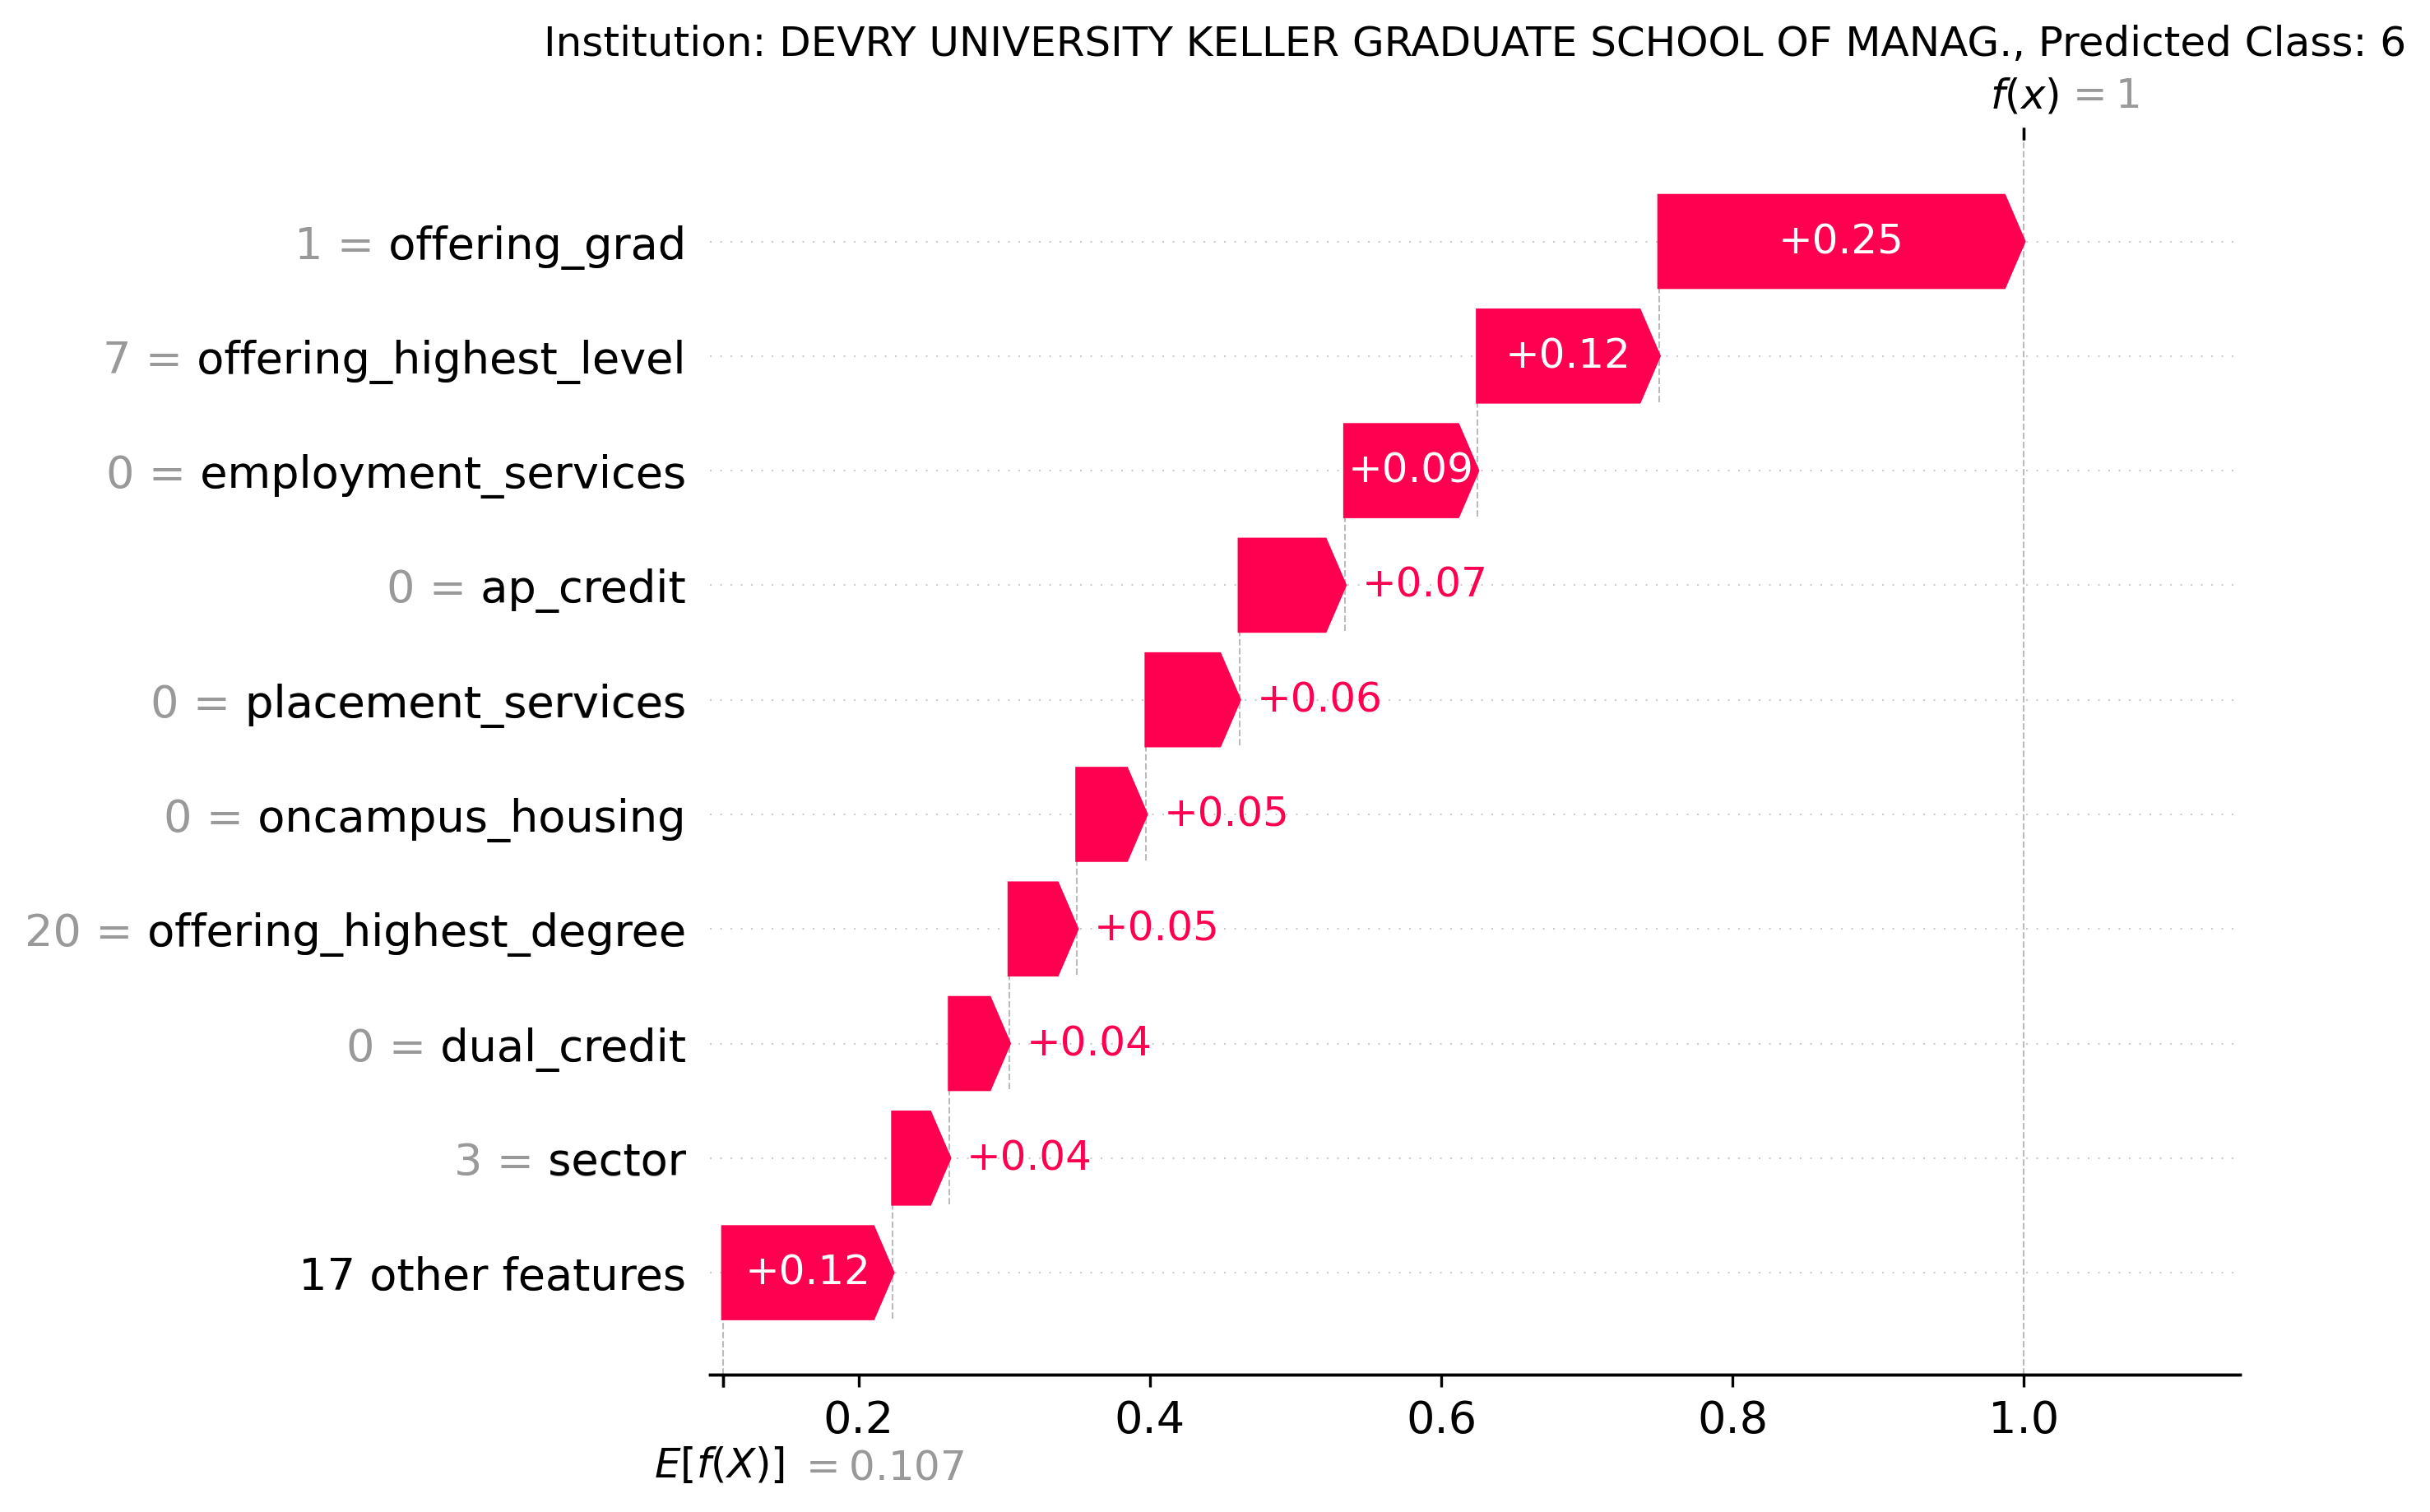 Institution: DEVRY UNIVERSITY KELLER GRADUATE SCHOOL OF MANAG., Predicted Class: 6
f(x) = 1
1 = offering_grad +0.25
7 = offering_highest_level +0.12
0 = employment_services +0.09
0 = ap_credit +0.07
0 = placement_services +0.06
0 = oncampus_housing +0.05
20 = offering_highest_degree +0.05
0 = dual_credit +0.04
3 = sector +0.04
17 other features +0.12
0.2 0.4 0.6 0.8 1.0
E[f(X)] = 0.107